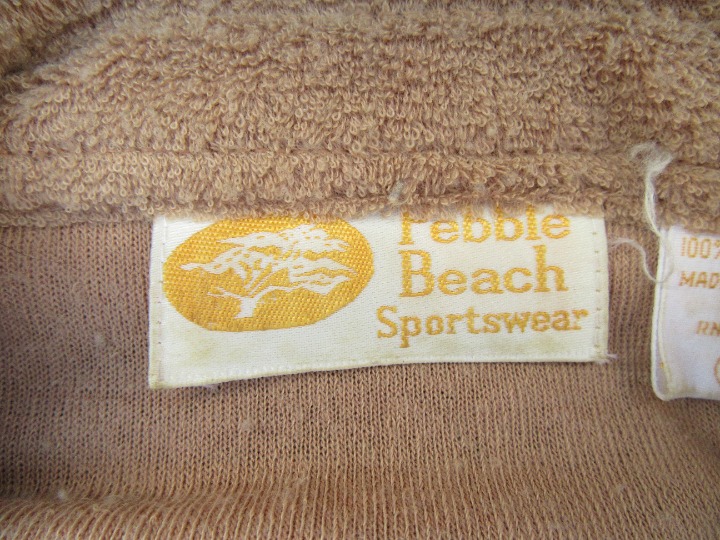 Pebble
Beach
Sportswear
100%
MAD
RN